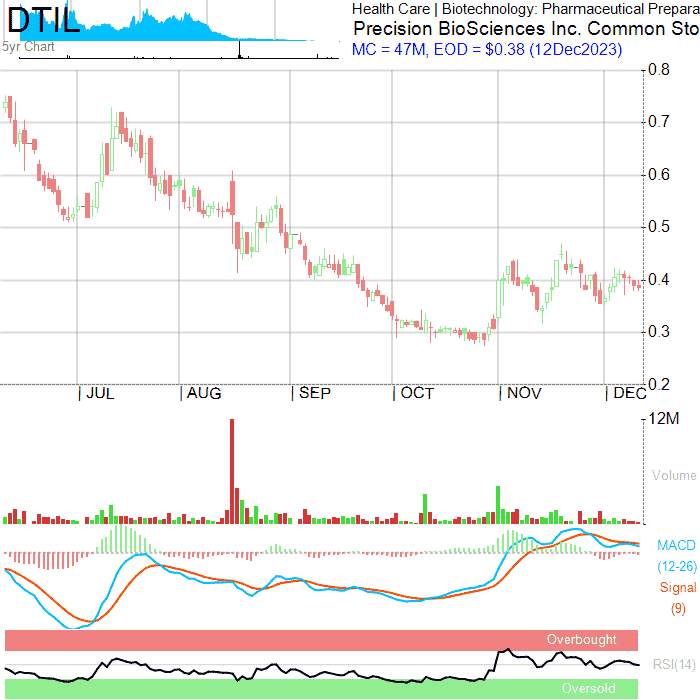 DTIL
5yr Chart
Health Care | Biotechnology: Pharmaceutical Prepara
Precision BioSciences Inc. Common Sto
MC = 47M, EOD = $0.38 (12Dec2023)
0.8
0.7
0.6
0.5
0.4
0.3
0.2
JUL
AUG
SEP
OCT
NOV
DEC
12M
Volume
MACD
(12-26)
Signal
(9)
Overbought
RSI(14)
Oversold